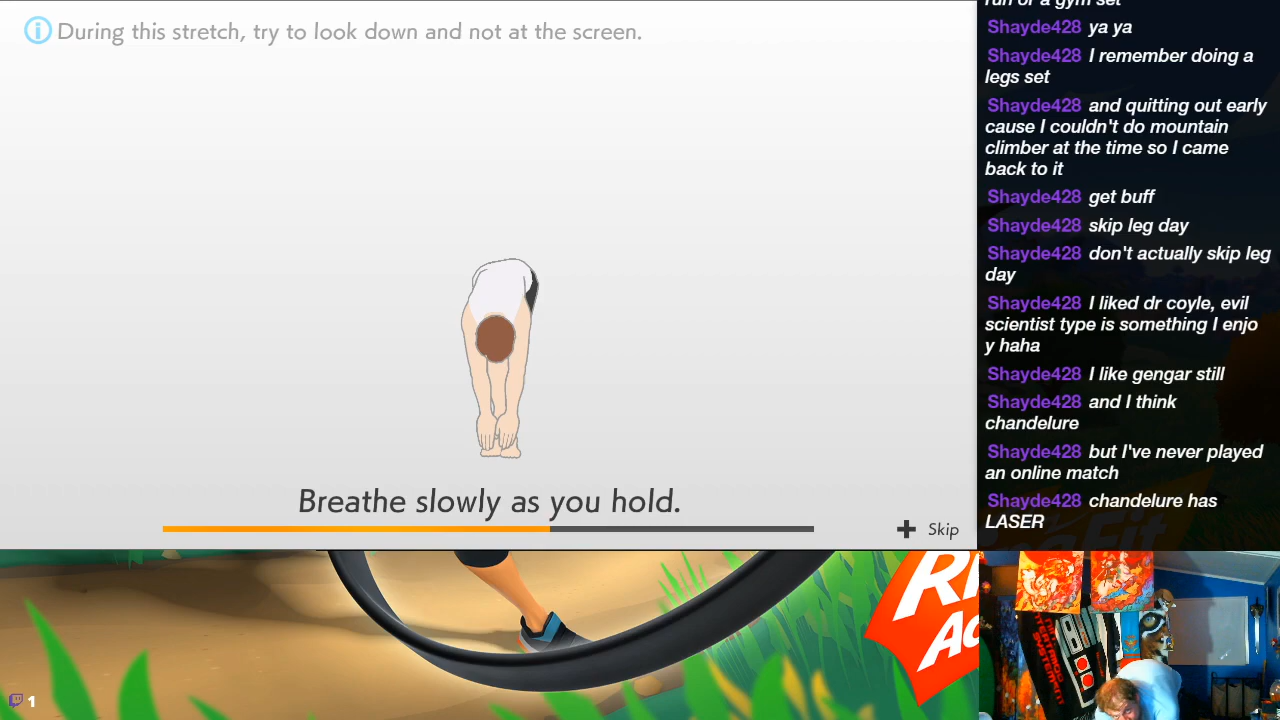 During this stretch, try to look down and not at the screen.
Breathe slowly as you hold.
Skip
Shayde428 ya ya
Shayde428 I remember doing a
legs set
Shayde428 and quitting out early
cause I couldn't do mountain
climber at the time so I came
back to it
Shayde428 get buff
Shayde428 skip leg day
Shayde428 don't actually skip leg
day
Shayde428 I liked dr coyle, evil
scientist type is something I enjo
y haha
Shayde428 I like gengar still
Shayde428 and I think
chandelure
Shayde428 but I've never played
an online match
Shayde428 chandelure has
LASER
1